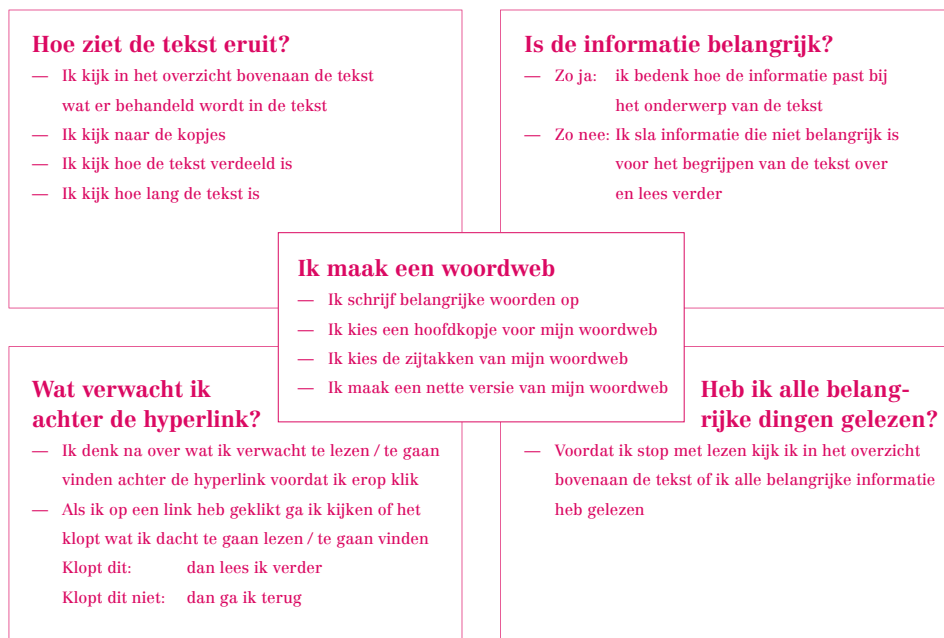 Hoe ziet de tekst eruit?
— Ik kijk in het overzicht bovenaan de tekst
wat er behandeld wordt in de tekst
— Ik kijk naar de kopjes
— Ik kijk hoe de tekst verdeeld is
— Ik kijk hoe lang de tekst is
Is de informatie belangrijk?
— Zo ja: ik bedenk hoe de informatie past bij
het onderwerp van de tekst
— Zo nee: Ik sla informatie die niet belangrijk is
voor het begrijpen van de tekst over
en lees verder
Ik maak een woordweb
— Ik schrijf belangrijke woorden op
— Ik kies een hoofdkopje voor mijn woordweb
— Ik kies de zijtakken van mijn woordweb
— Ik maak een nette versie van mijn woordweb
Wat verwacht ik
achter de hyperlink?
— Ik denk na over wat ik verwacht te lezen / te gaan
vinden achter de hyperlink voordat ik erop klik
— Als ik op een link heb geklikt ga ik kijken of het
klopt wat ik dacht te gaan lezen / te gaan vinden
Klopt dit: dan lees ik verder
Klopt dit niet: dan ga ik terug
Heb ik alle belang-
rijke dingen gelezen?
— Voordat ik stop met lezen kijk ik in het overzicht
bovenaan de tekst of ik alle belangrijke informatie
heb gelezen